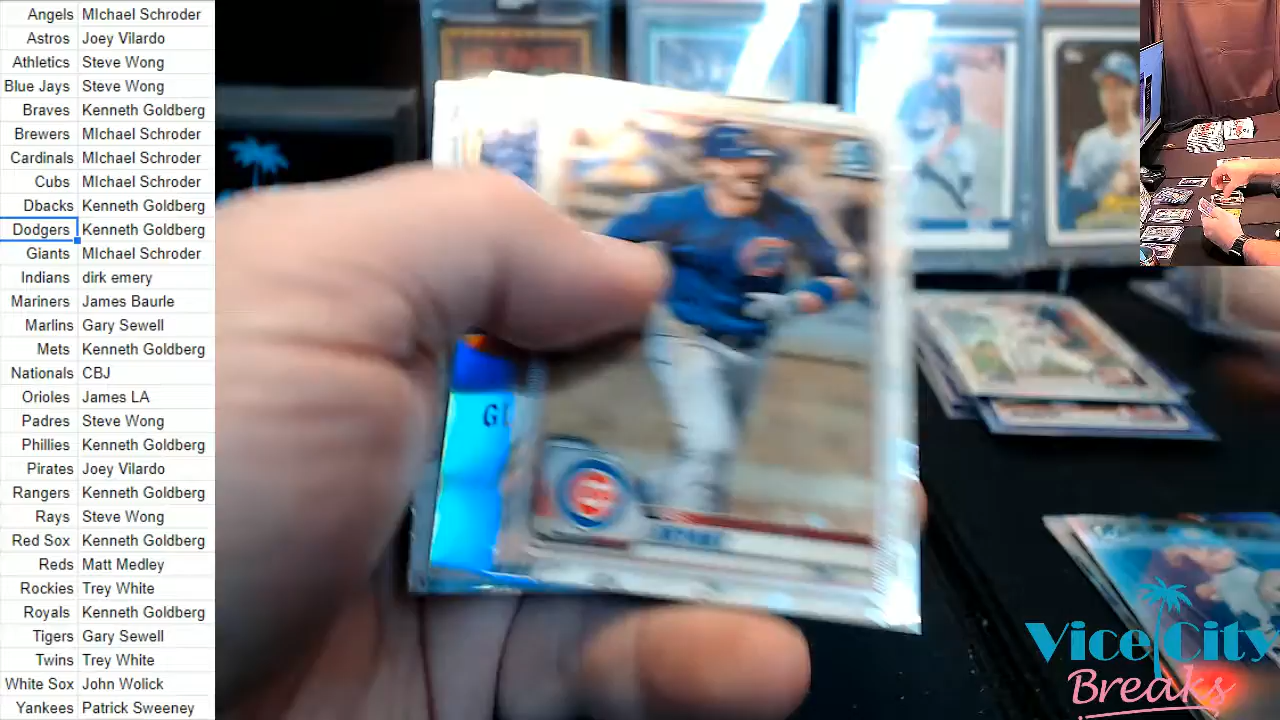 Angels MIchael Schroder
Astros Joey Vilardo
Athletics Steve Wong
Blue Jays Steve Wong
Braves Kenneth Goldberg
Brewers MIchael Schroder
Cardinals MIchael Schroder
Cubs MIchael Schroder
Dbacks Kenneth Goldberg
Dodgers Kenneth Goldberg
Giants MIchael Schroder
Indians dirk emery
Mariners James Baurle
Marlins Gary Sewell
Mets Kenneth Goldberg
Nationals CBJ
Orioles James LA
Padres Steve Wong
Phillies Kenneth Goldberg
Pirates Joey Vilardo
Rangers Kenneth Goldberg
Rays Steve Wong
Red Sox Kenneth Goldberg
Reds Matt Medley
Rockies Trey White
Royals Kenneth Goldberg
Tigers Gary Sewell
Twins Trey White
White Sox John Wolick
Yankees Patrick Sweeney
Vice City
Breaks